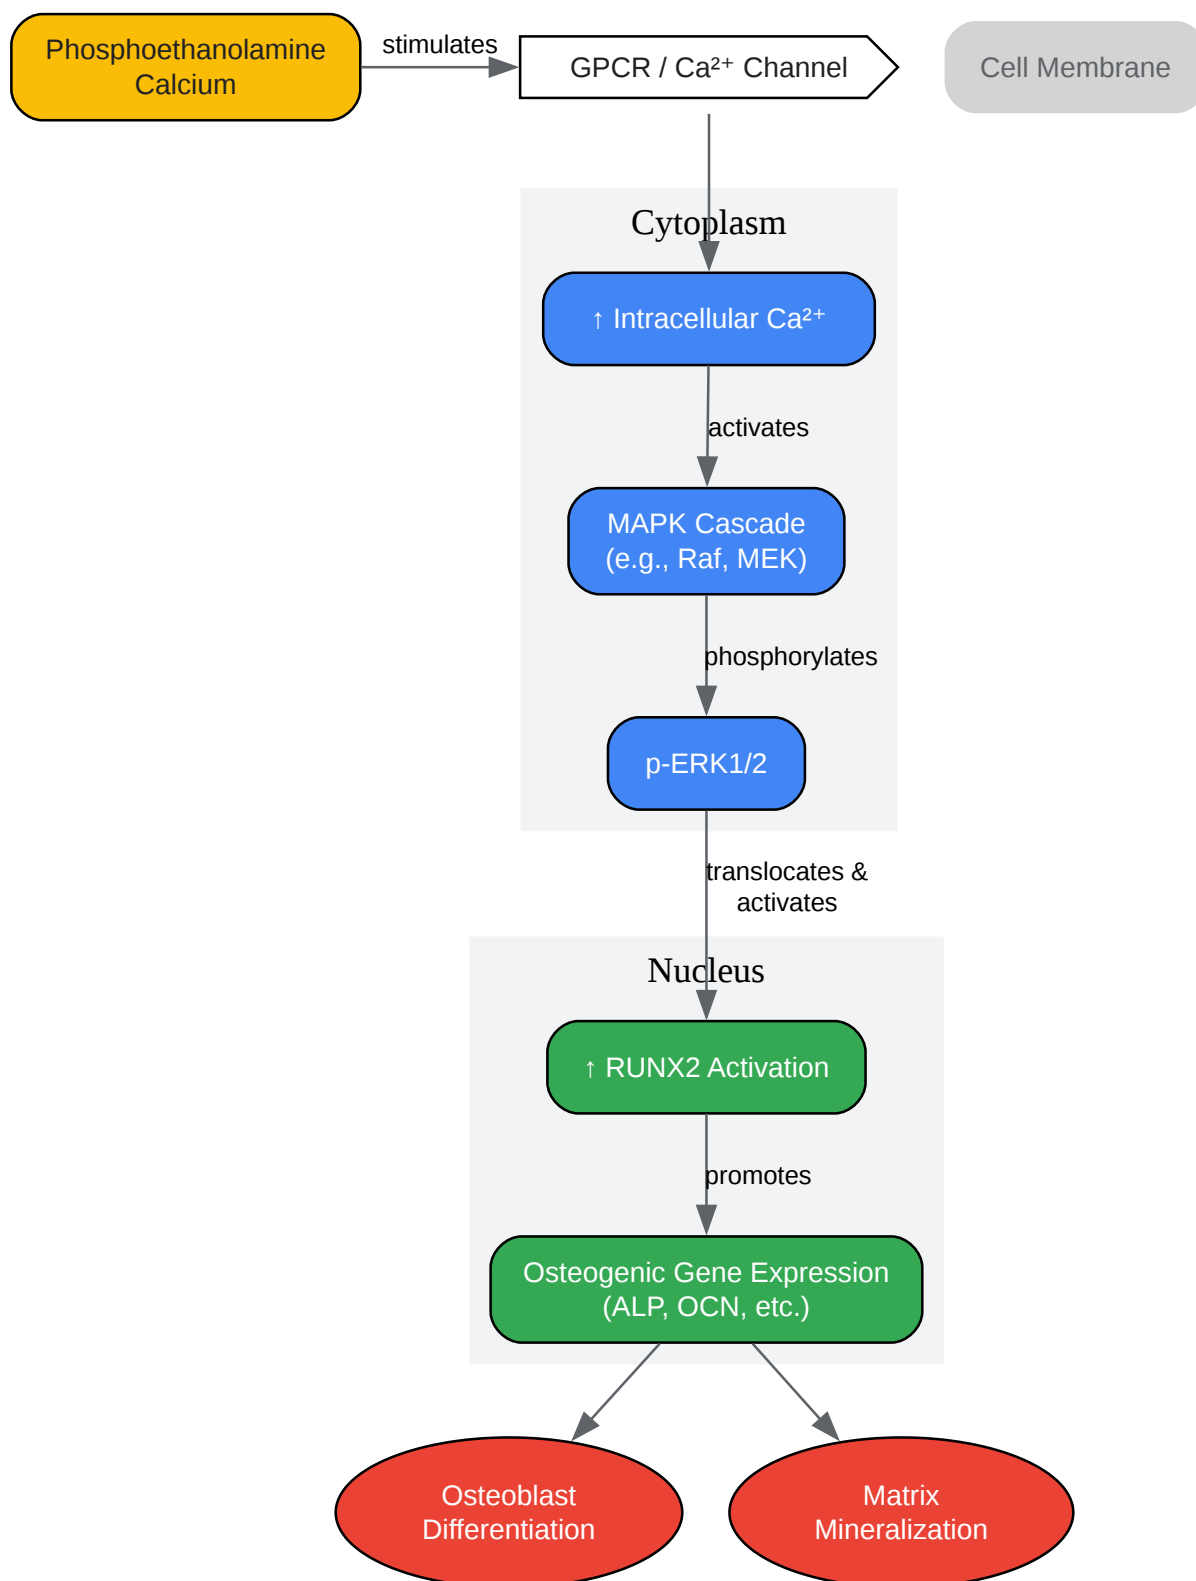 Phosphoethanolamine
Calcium
stimulates
GPCR / Ca²⁺ Channel
Cell Membrane
Cytoplasm
↑ Intracellular Ca²⁺
activates
MAPK Cascade
(e.g., Raf, MEK)
phosphorylates
p-ERK1/2
translocates &
activates
Nucleus
↑ RUNX2 Activation
promotes
Osteogenic Gene Expression
(ALP, OCN, etc.)
Osteoblast
Differentiation
Matrix
Mineralization